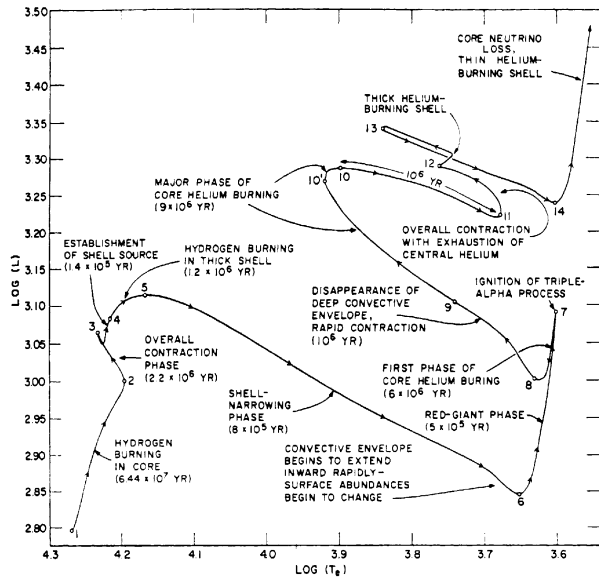 3.50
3.45
3.40
3.35
3.30
3.25
3.20
3.15
3.10
3.05
3.00
2.95
2.90
2.85
2.80
LOG (L)
4.3
4.2
4.1
4.0
3.9
3.8
3.7
3.6
LOG (Te)
CORE NEUTRINO
LOSS,
THIN HELIUM-
BURNING SHELL
THICK HELIUM-
BURNING SHELL
13
12
10'
10
10⁶ YR
11
14
MAJOR PHASE OF
CORE HELIUM BURNING
(9×10⁶ YR)
OVERALL CONTRACTION
WITH EXHAUSTION OF
CENTRAL HELIUM
ESTABLISHMENT
OF SHELL SOURCE
(1.4×10⁵ YR)
HYDROGEN BURNING
IN THICK SHELL
(1.2×10⁶ YR)
5
4
3
DISAPPEARANCE OF
DEEP CONVECTIVE
ENVELOPE,
RAPID CONTRACTION
(10⁶ YR)
9
IGNITION OF TRIPLE-
ALPHA PROCESS
7
OVERALL
CONTRACTION
PHASE
(2.2×10⁶ YR)
2
FIRST PHASE OF
CORE HELIUM BURING
(6×10⁶ YR)
8
SHELL-
NARROWING
PHASE
(8×10⁵ YR)
RED-GIANT PHASE
(5×10⁵ YR)
HYDROGEN
BURNING
IN CORE
(6.44×10⁷ YR)
CONVECTIVE ENVELOPE
BEGINS TO EXTEND
INWARD RAPIDLY-
SURFACE ABUNDANCES
BEGIN TO CHANGE
6
1